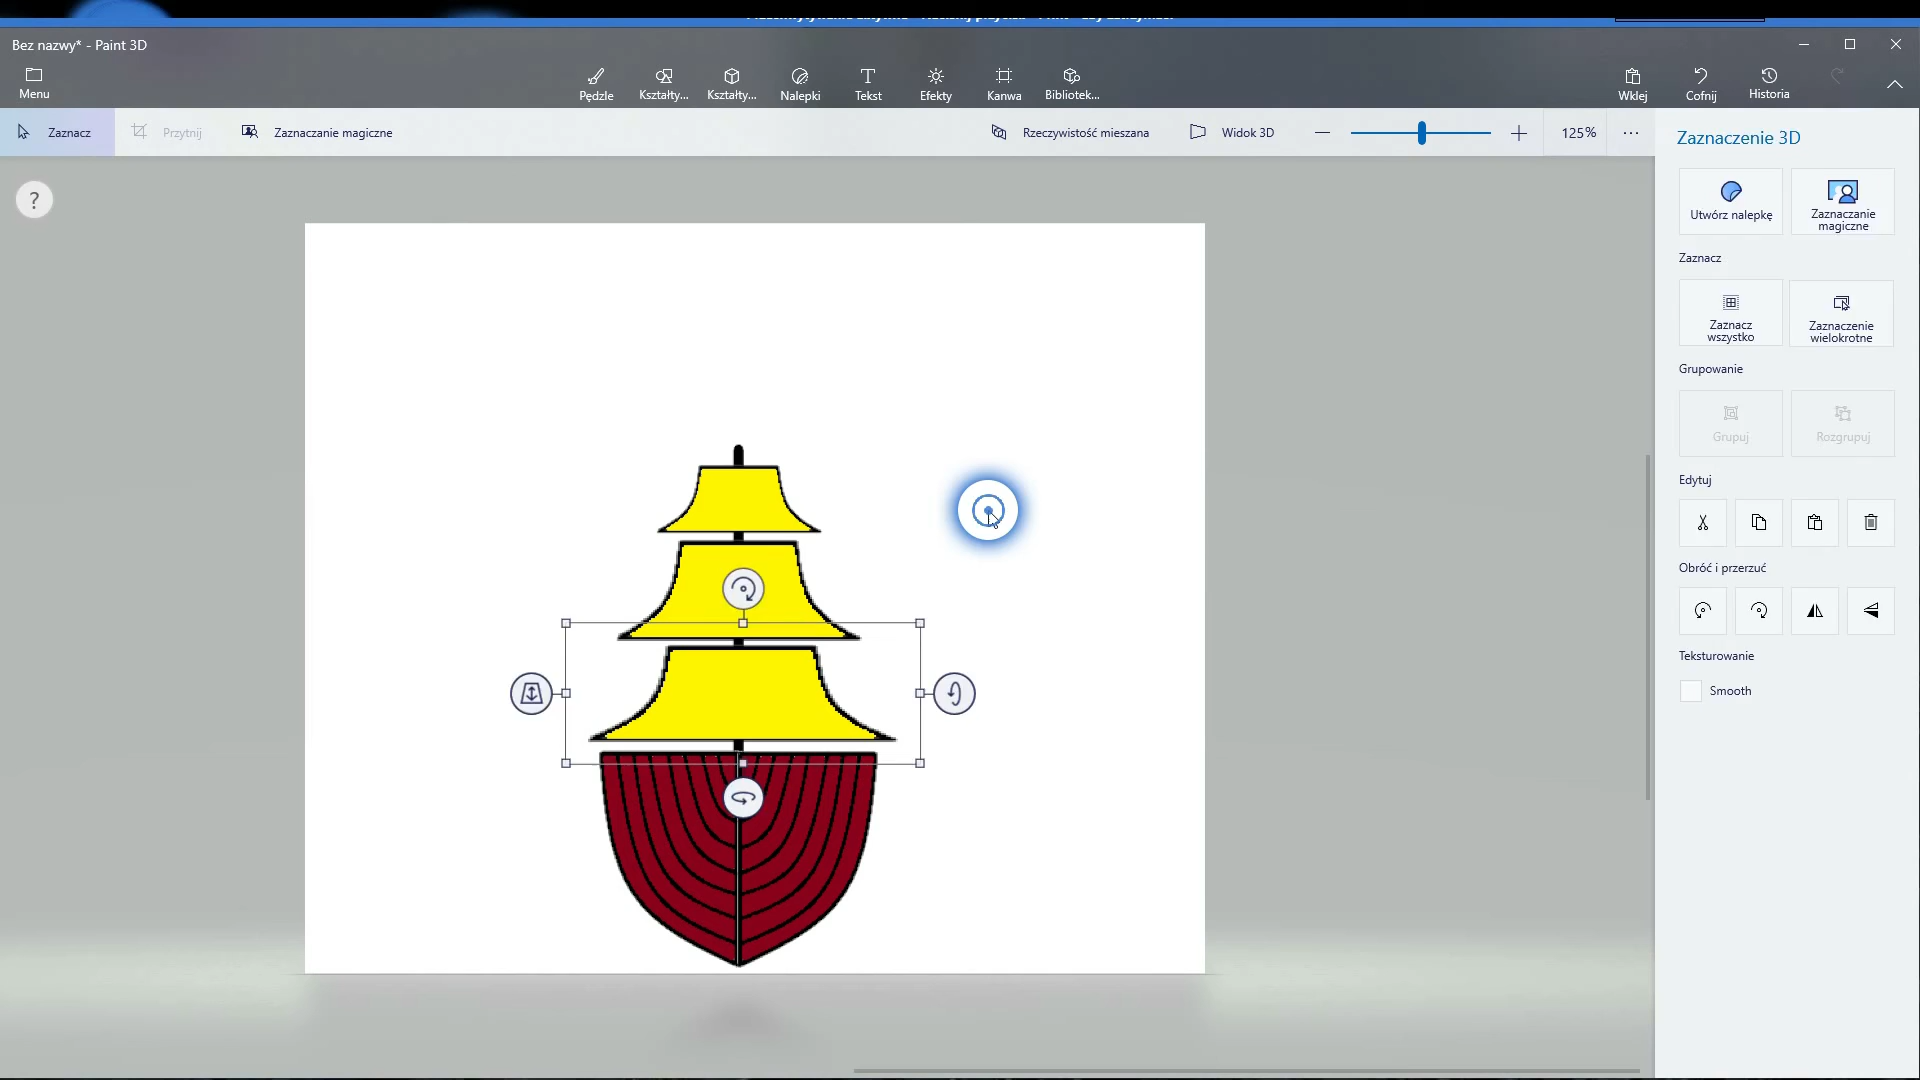 Bez nazwy* - Paint 3D
Menu
Pędzle
Kształty...
Kształty...
Nalepki
Tekst
Efekty
Kanwa
Bibliotek...
Wklej
Cofnij
Historia
Zaznacz
Przytnij
Zaznaczanie magiczne
Rzeczywistość mieszana
Widok 3D
125%
?
Zaznaczenie 3D
Utwórz nalepkę
Zaznaczanie
magiczne
Zaznacz
Zaznacz
wszystko
Zaznaczenie
wielokrotne
Grupowanie
Grupuj
Rozgrupuj
Edytuj
Obróć i przerzuć
Teksturowanie
Smooth